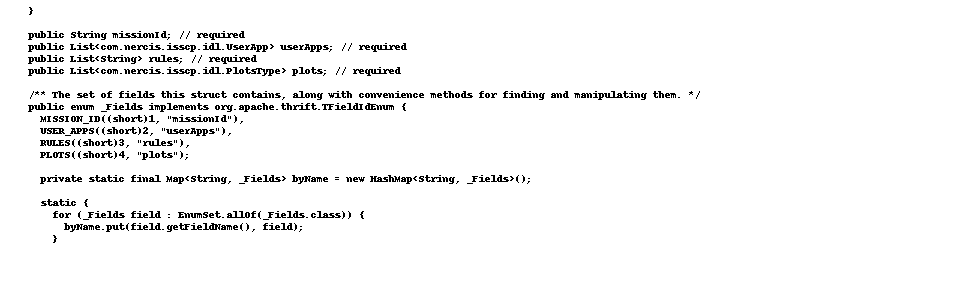 }
public String missionId; // required
public List<com.nercis.isscp.idl.UserApp> userApps; // required
public List<String> rules; // required
public List<com.nercis.isscp.idl.PlotsType> plots; // required
/** The set of fields this struct contains, along with convenience methods for finding and manipulating them. */
public enum _Fields implements org.apache.thrift.TFieldIdEnum {
MISSION_ID((short)1, "missionId"),
USER_APPS((short)2, "userApps"),
RULES((short)3, "rules"),
PLOTS((short)4, "plots");
private static final Map<String, _Fields> byName = new HashMap<String, _Fields>();
static {
for (_Fields field : EnumSet.allOf(_Fields.class)) {
byName.put(field.getFieldName(), field);
}